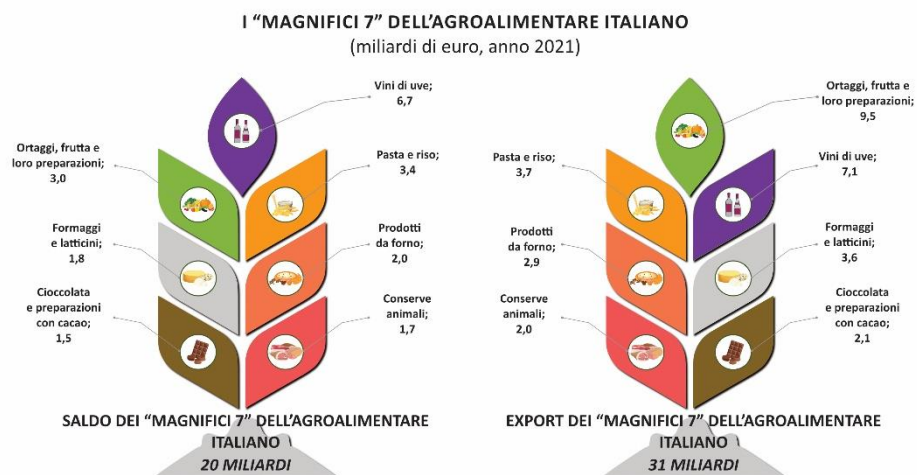 I “MAGNIFICI 7” DELL’AGROALIMENTARE ITALIANO
(miliardi di euro, anno 2021)
Vini di uve;
6,7
Ortaggi, frutta e
loro preparazioni;
3,0
Pasta e riso;
3,4
Formaggi
e latticini;
1,8
Prodotti
da forno;
2,0
Cioccolata
e preparazioni
con cacao;
1,5
Conserve
animali;
1,7
SALDO DEI “MAGNIFICI 7” DELL’AGROALIMENTARE
ITALIANO
20 MILIARDI
Ortaggi, frutta e
loro preparazioni;
9,5
Pasta e riso;
3,7
Vini di uve;
7,1
Prodotti
da forno;
2,9
Formaggi
e latticini;
3,6
Conserve
animali;
2,0
Cioccolata
e preparazioni
con cacao;
2,1
EXPORT DEI “MAGNIFICI 7” DELL’AGROALIMENTARE
ITALIANO
31 MILIARDI